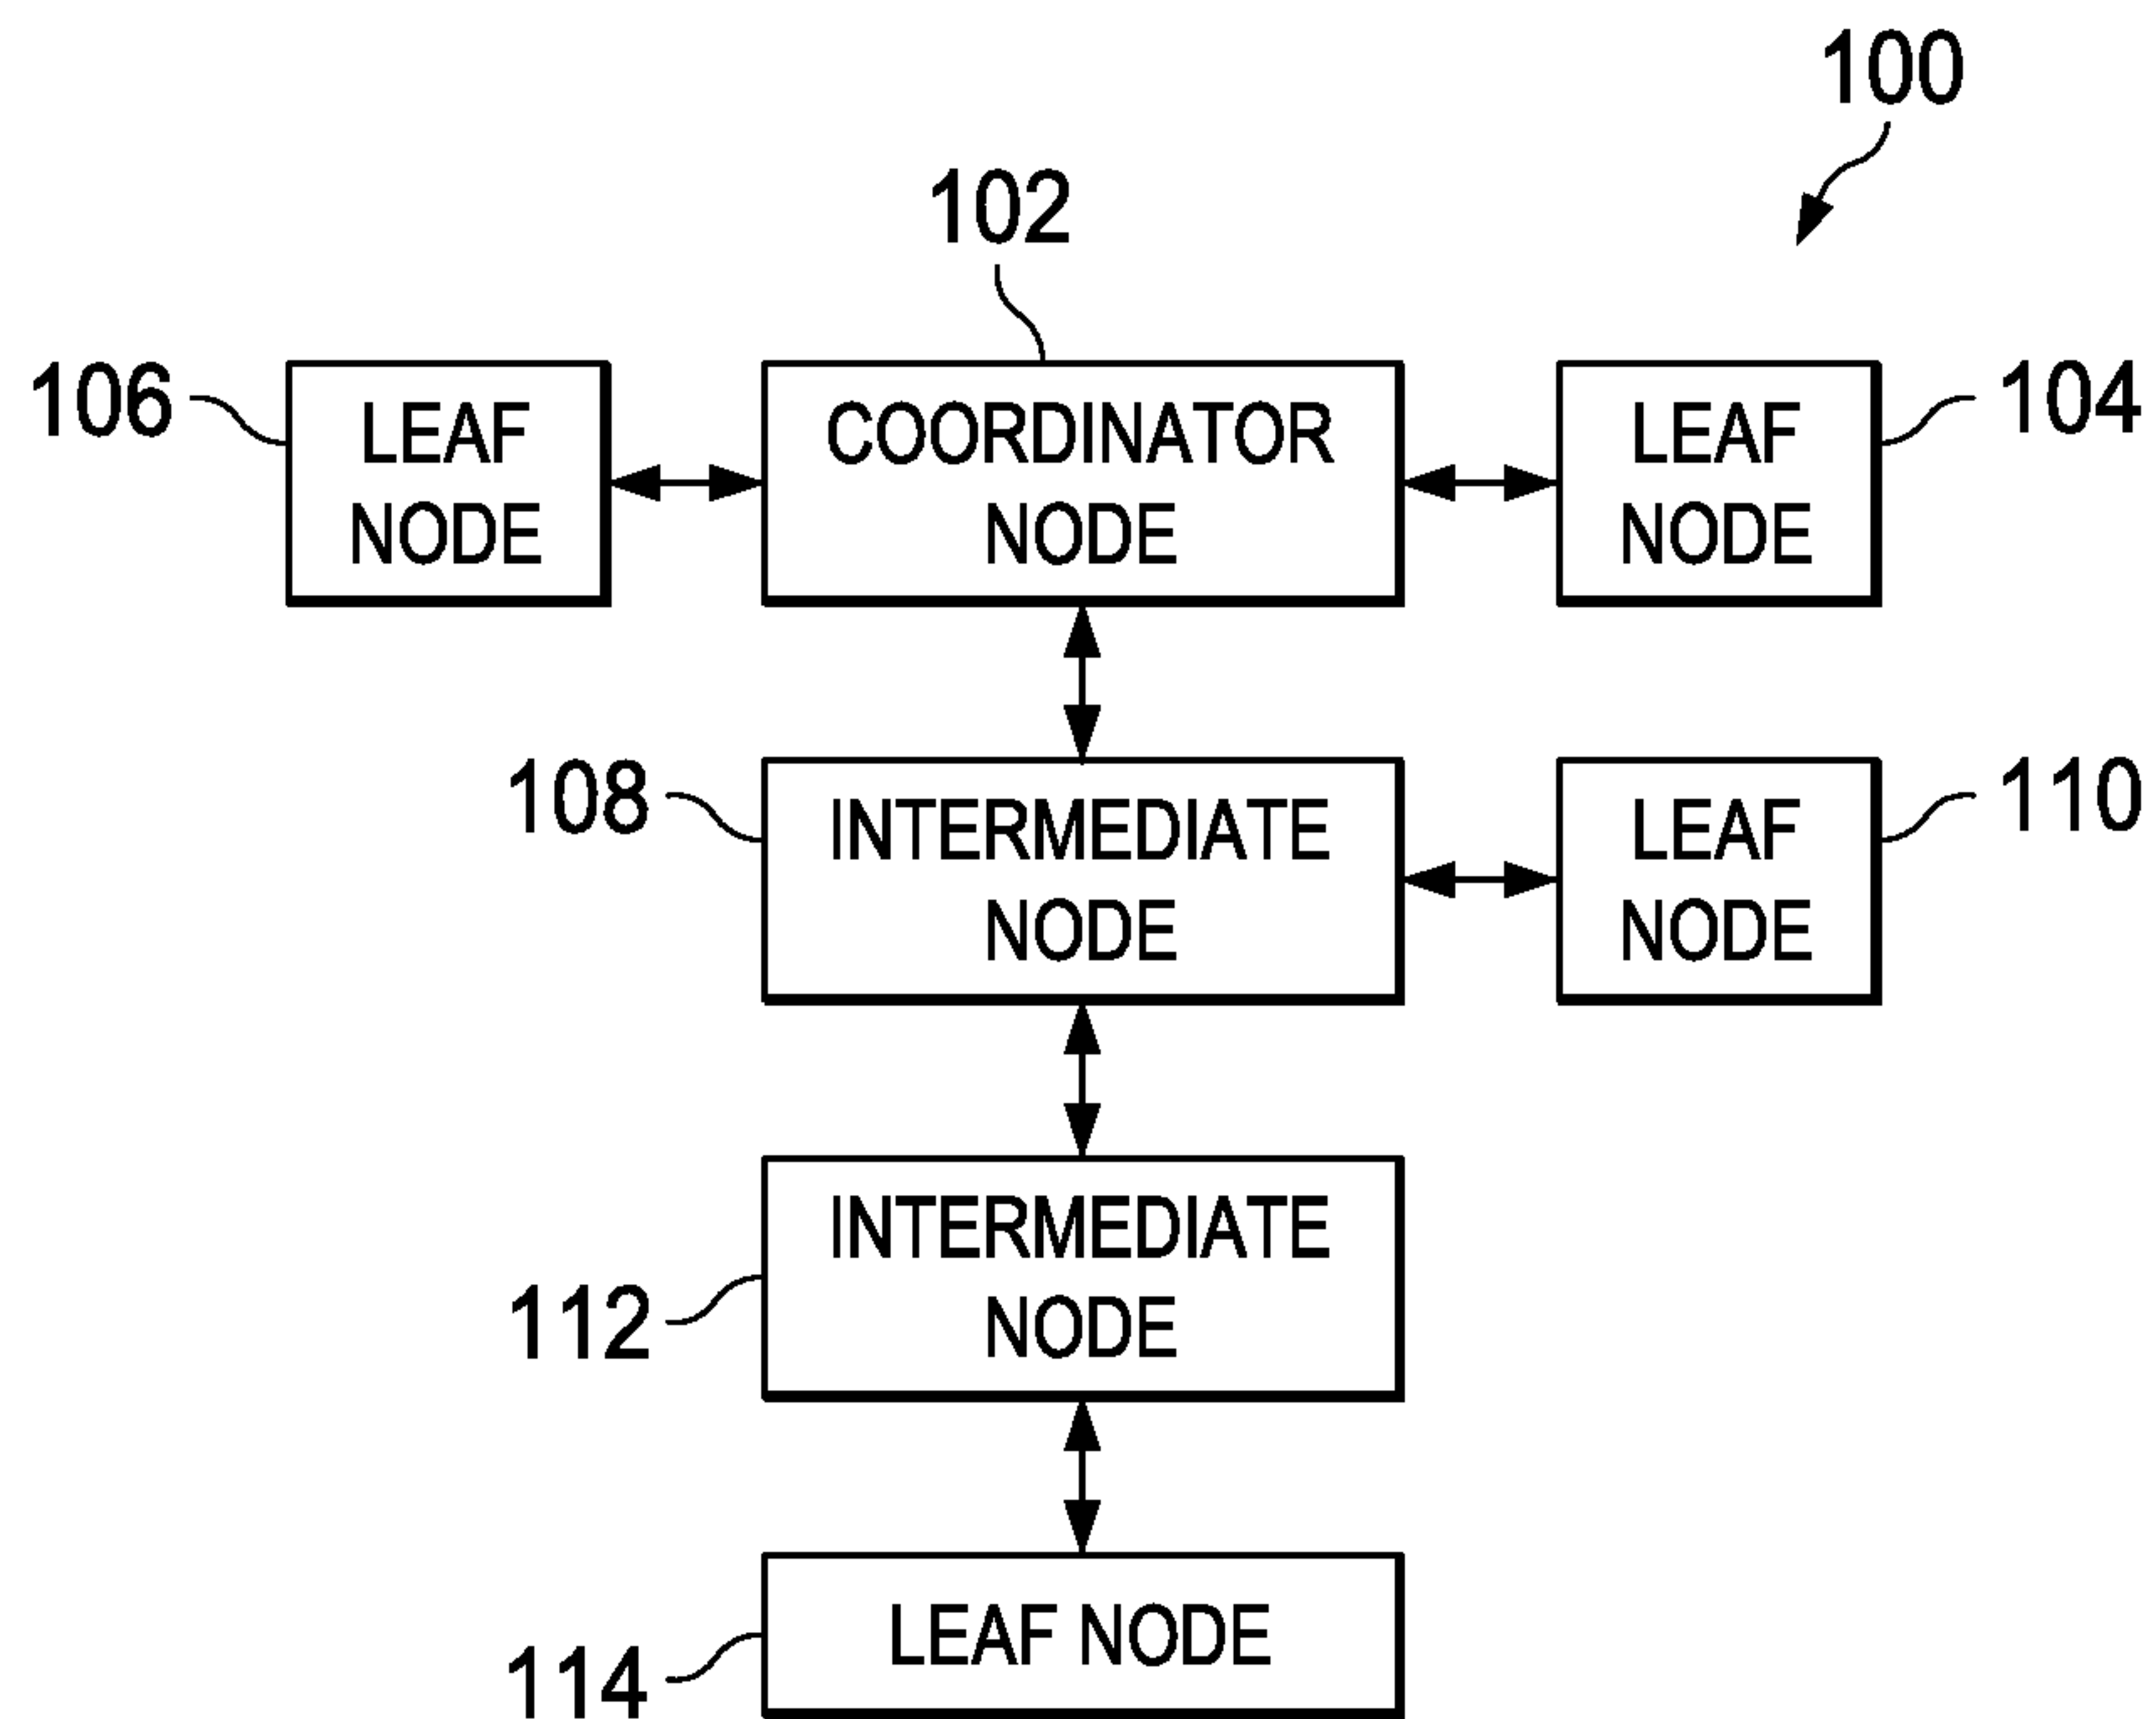 100
102
106
LEAF
NODE
COORDINATOR
NODE
LEAF
NODE
104
108
INTERMEDIATE
NODE
LEAF
NODE
110
INTERMEDIATE
NODE
112
LEAF NODE
114